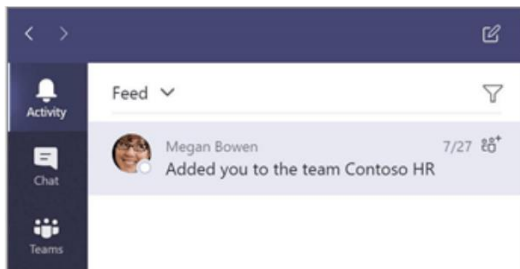 Activity
Feed
Megan Bowen 7/27
Added you to the team Contoso HR
Chat
Teams